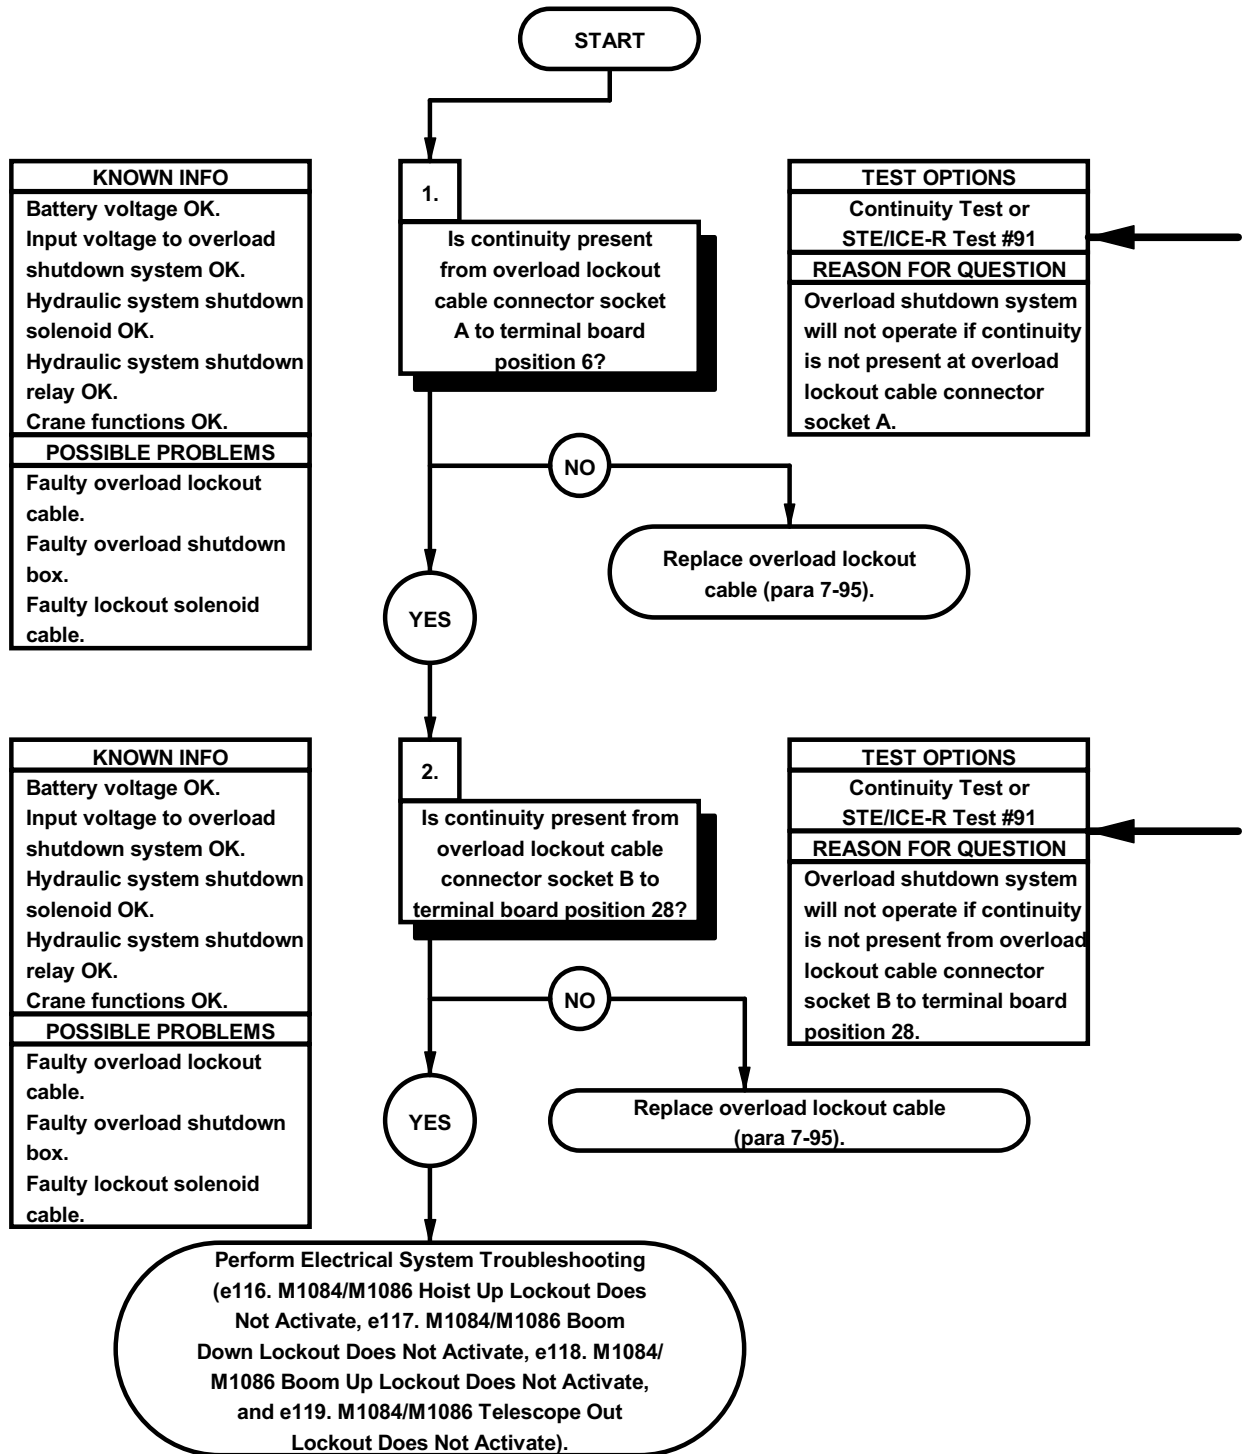 START
KNOWN INFO
Battery voltage OK.
Input voltage to overload
shutdown system OK.
Hydraulic system shutdown
solenoid OK.
Hydraulic system shutdown
relay OK.
Crane functions OK.
POSSIBLE PROBLEMS
Faulty overload lockout
cable.
Faulty overload shutdown
box.
Faulty lockout solenoid
cable.
1.
Is continuity present
from overload lockout
cable connector socket
A to terminal board
position 6?
TEST OPTIONS
Continuity Test or
STE/ICE-R Test #91
REASON FOR QUESTION
Overload shutdown system
will not operate if continuity
is not present at overload
lockout cable connector
socket A.
NO
Replace overload lockout
cable (para 7-95).
YES
KNOWN INFO
Battery voltage OK.
Input voltage to overload
shutdown system OK.
Hydraulic system shutdown
solenoid OK.
Hydraulic system shutdown
relay OK.
Crane functions OK.
POSSIBLE PROBLEMS
Faulty overload lockout
cable.
Faulty overload shutdown
box.
Faulty lockout solenoid
cable.
2.
Is continuity present from
overload lockout cable
connector socket B to
terminal board position 28?
TEST OPTIONS
Continuity Test or
STE/ICE-R Test #91
REASON FOR QUESTION
Overload shutdown system
will not operate if continuity
is not present from overload
lockout cable connector
socket B to terminal board
position 28.
NO
Replace overload lockout cable
(para 7-95).
YES
Perform Electrical System Troubleshooting
(e116. M1084/M1086 Hoist Up Lockout Does
Not Activate, e117. M1084/M1086 Boom
Down Lockout Does Not Activate, e118. M1084/
M1086 Boom Up Lockout Does Not Activate,
and e119. M1084/M1086 Telescope Out
Lockout Does Not Activate).